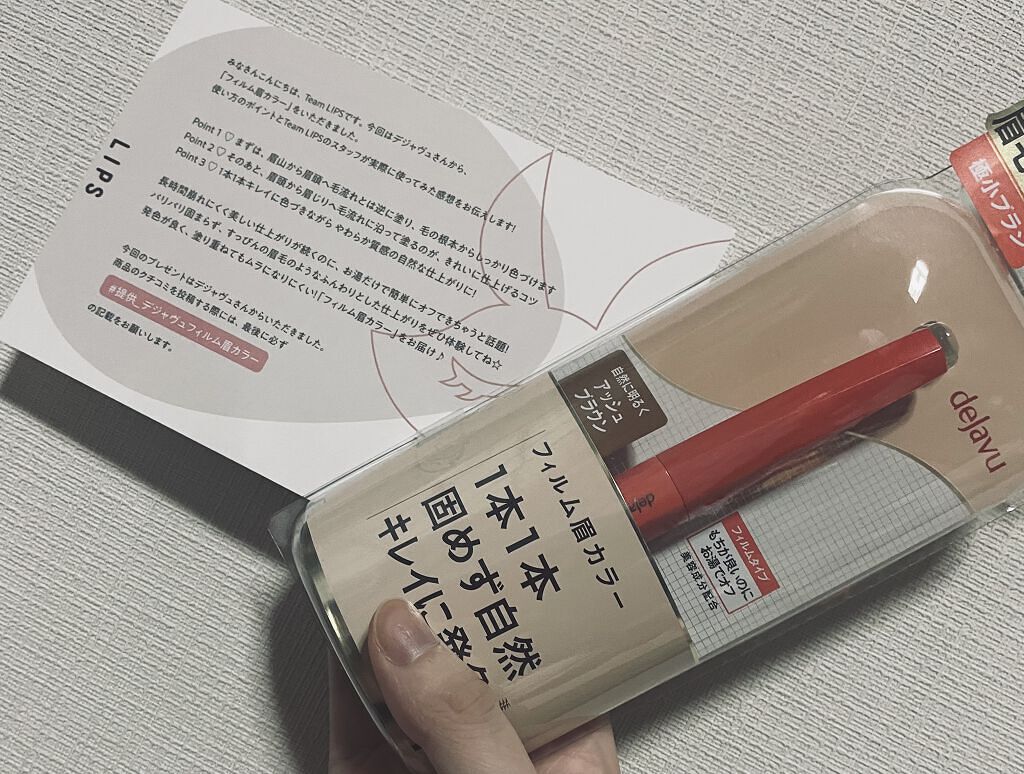 LIPS
みなさんこんにちは、Team LIPSです。今回はデジャヴュさんから、
「フィルム眉カラー」をいただきました。
使い方のポイントとTeam LIPSのスタッフが実際に使ってみた感想をお伝えします!
Point 1 ♡ まずは、眉山から眉頭へ毛流れとは逆に塗り、毛の根本からしっかり色づけます
Point 2 ♡ そのあと、眉頭から眉じりへ毛流れに沿って塗るのが、きれいに仕上げるコツ
Point 3 ♡ 1本1本キレイに色づきながら やわらか質感の自然な仕上がりに!
長時間崩れにくく美しい仕上がりが続くのに、お湯だけで簡単にオフできちゃうと話題!
パリパリ固まらず、すっぴんの眉毛のようなふんわりとした仕上がりをぜひ体験してね☆
発色が良く、塗り重ねてもムラになりにくい!「フィルム眉カラー」をお届け♪
今回のプレゼントはデジャヴュさんからいただきました。
商品のクチコミを投稿する際には、最後に必ず
#提供_デジャヴュフィルム眉カラー
の記載をお願いします。
眉毛
極小ブラシ
dejavu
自然に明るく
アッシュ
ブラウン
フィルム眉カラー
1本1本
固めず自然
キレイに発色
フィルムタイプ
もちが良いのに
お湯でオフ
美容成分配合